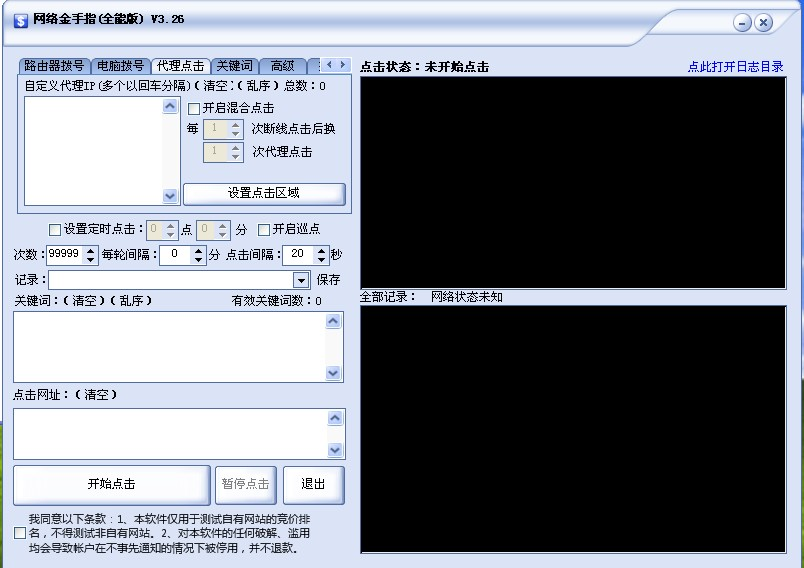 网络金手指(全能版) V3.26
路由器拨号 电脑拨号 代理点击 关键词 高级
点击状态：未开始点击 点此打开日志目录
自定义代理IP(多个以回车分隔)(清空:(乱序)总数:0
开启混合点击
每 1 次断线点击后换
1 次代理点击
设置点击区域
设置定时点击: 0 点 0 分 开启巡点
次数: 99999 每轮间隔: 0 分 点击间隔: 20 秒
记录: 保存
全部记录: 网络状态未知
关键词:(清空)(乱序) 有效关键词数:0
点击网址:(清空)
开始点击 暂停点击 退出
我同意以下条款：1、本软件仅用于测试自有网站的竞价排
名，不得测试非自有网站。2、对本软件的任何破解、滥用
均会导致帐户在不事先通知的情况下被停用，并不退款。